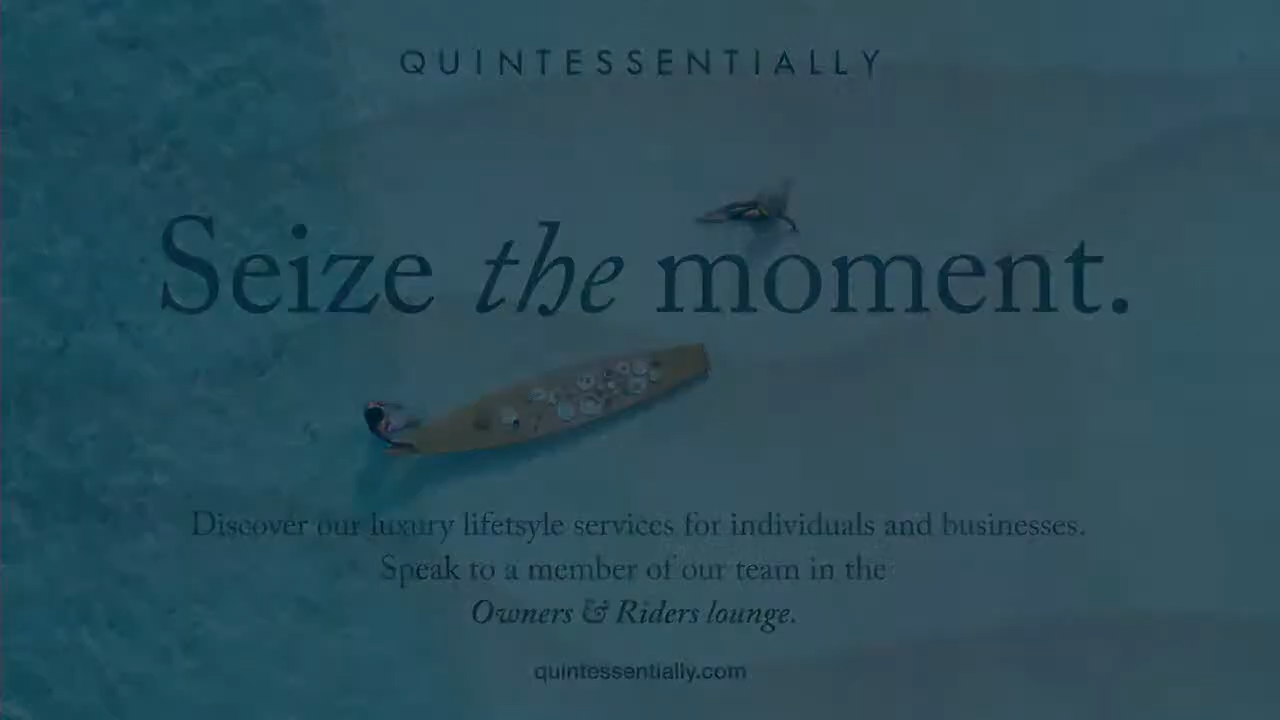 QUINTESSENTIALLY
Seize the moment.
Discover our luxury lifetsyle services for individuals and businesses.
Speak to a member of our team in the
Owners & Riders lounge.
quintessentially.com